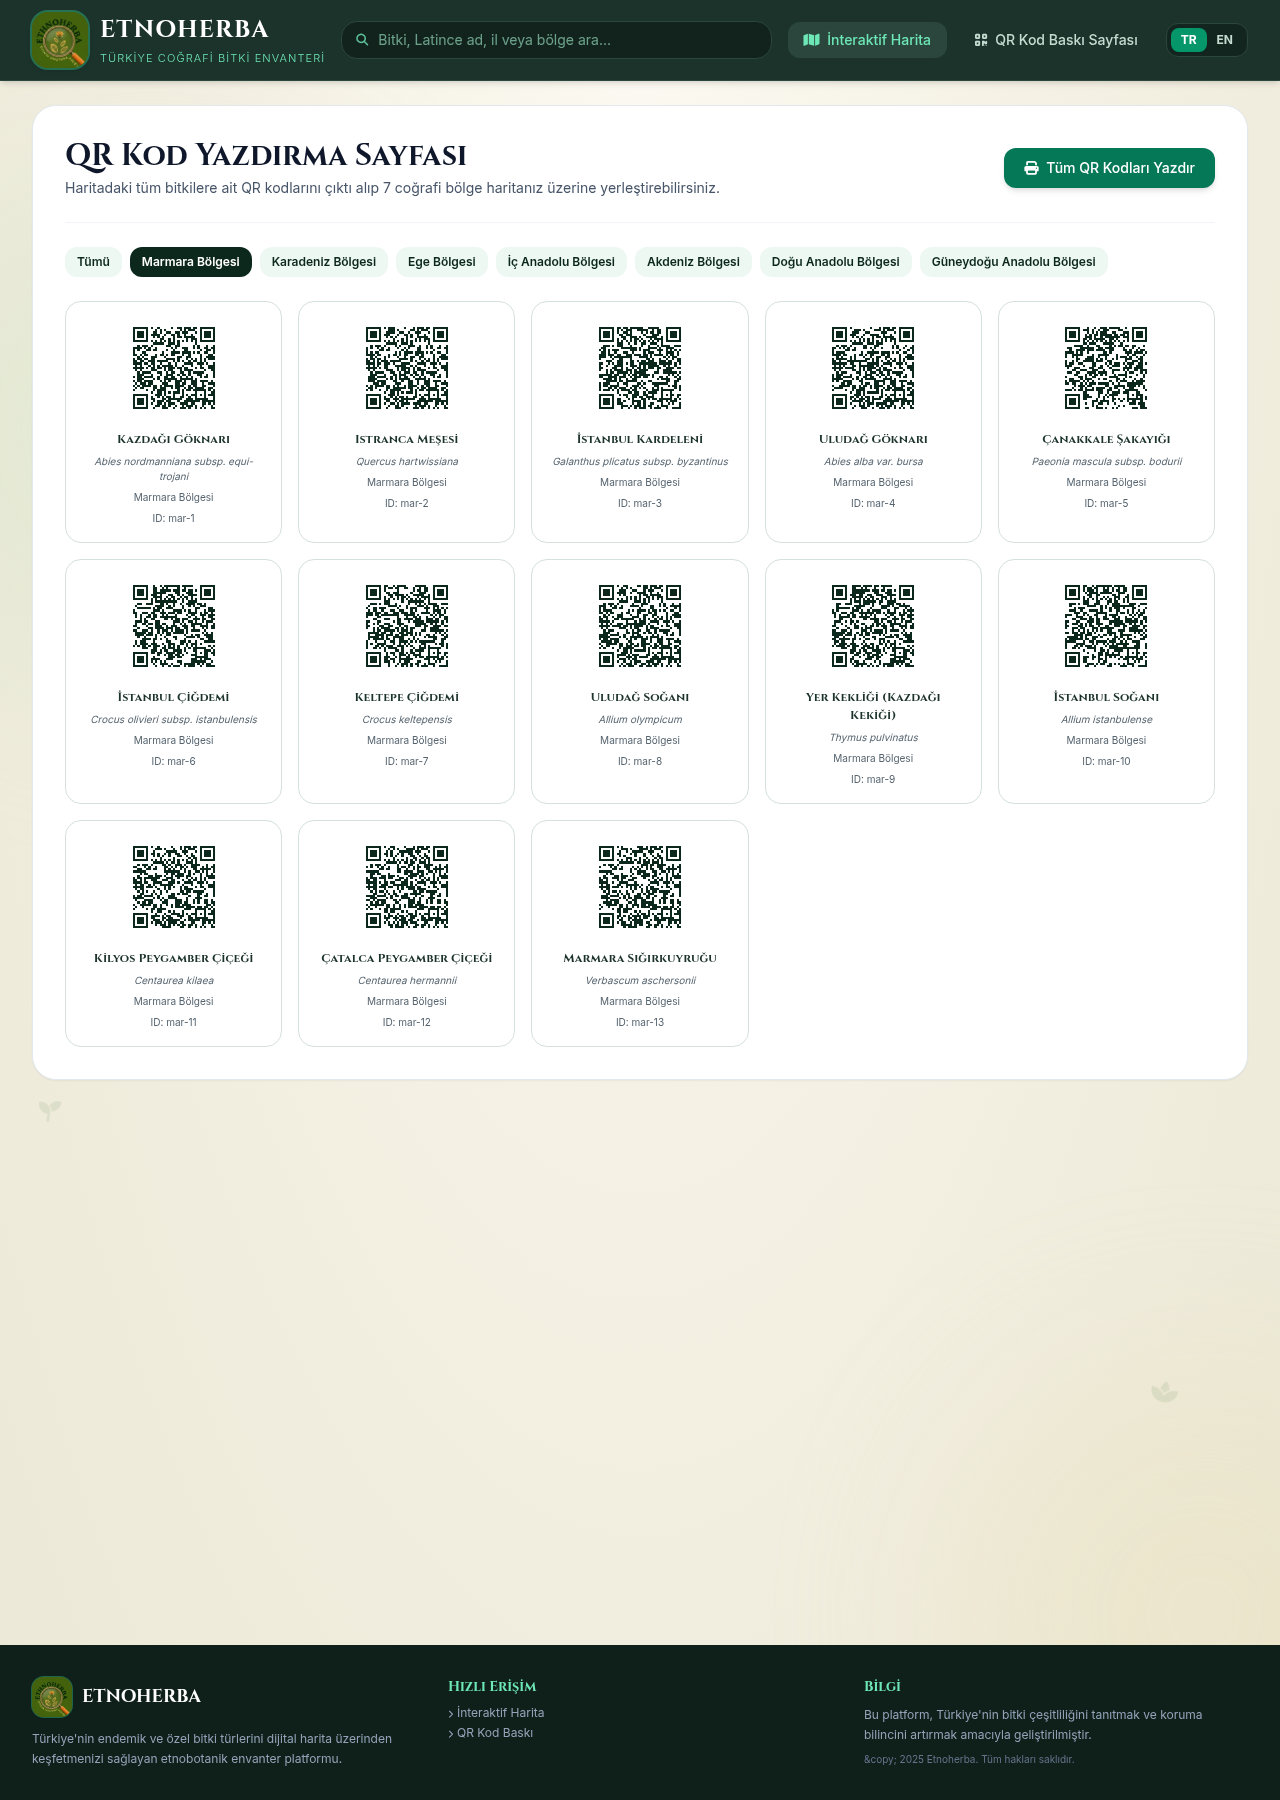 ETNOHERBA
TÜRKİYE COĞRAFİ BİTKİ ENVANTERİ
Bitki, Latince ad, il veya bölge ara...
İnteraktif Harita
QR Kod Baskı Sayfası
TR
EN
QR Kod Yazdırma Sayfası
Haritadaki tüm bitkilere ait QR kodlarını çıktı alıp 7 coğrafi bölge haritanız üzerine yerleştirebilirsiniz.
Tüm QR Kodları Yazdır
Tümü
Marmara Bölgesi
Karadeniz Bölgesi
Ege Bölgesi
İç Anadolu Bölgesi
Akdeniz Bölgesi
Doğu Anadolu Bölgesi
Güneydoğu Anadolu Bölgesi
Kazdağı Göknarı
Abies nordmanniana subsp. equi-
trojani
Marmara Bölgesi
ID: mar-1
Istranca Meşesi
Quercus hartwissiana
Marmara Bölgesi
ID: mar-2
İstanbul Kardeleni
Galanthus plicatus subsp. byzantinus
Marmara Bölgesi
ID: mar-3
Uludağ Göknarı
Abies alba var. bursa
Marmara Bölgesi
ID: mar-4
Çanakkale Şakayığı
Paeonia mascula subsp. bodurii
Marmara Bölgesi
ID: mar-5
İstanbul Çiğdemi
Crocus olivieri subsp. istanbulensis
Marmara Bölgesi
ID: mar-6
Keltepe Çiğdemi
Crocus keltepensis
Marmara Bölgesi
ID: mar-7
Uludağ Soğanı
Allium olympicum
Marmara Bölgesi
ID: mar-8
Yer Kekliği (Kazdağı
Kekiği)
Thymus pulvinatus
Marmara Bölgesi
ID: mar-9
İstanbul Soğanı
Allium istanbulense
Marmara Bölgesi
ID: mar-10
Kilyos Peygamber Çiçeği
Centaurea kilaea
Marmara Bölgesi
ID: mar-11
Çatalca Peygamber Çiçeği
Centaurea hermannii
Marmara Bölgesi
ID: mar-12
Marmara Sığırkuyruğu
Verbascum aschersonii
Marmara Bölgesi
ID: mar-13
ETNOHERBA
Türkiye'nin endemik ve özel bitki türlerini dijital harita üzerinden
keşfetmenizi sağlayan etnobotanik envanter platformu.
Hızlı Erişim
› İnteraktif Harita
› QR Kod Baskı
Bilgi
Bu platform, Türkiye'nin bitki çeşitliliğini tanıtmak ve koruma
bilincini artırmak amacıyla geliştirilmiştir.
&copy; 2025 Etnoherba. Tüm hakları saklıdır.